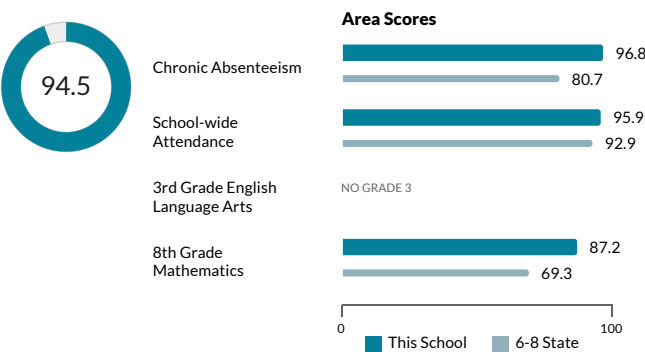 94.5
Area Scores
Chronic Absenteeism
96.8
80.7
School-wide
Attendance
95.9
92.9
3rd Grade English
Language Arts
NO GRADE 3
8th Grade
Mathematics
87.2
69.3
0
100
This School
6-8 State